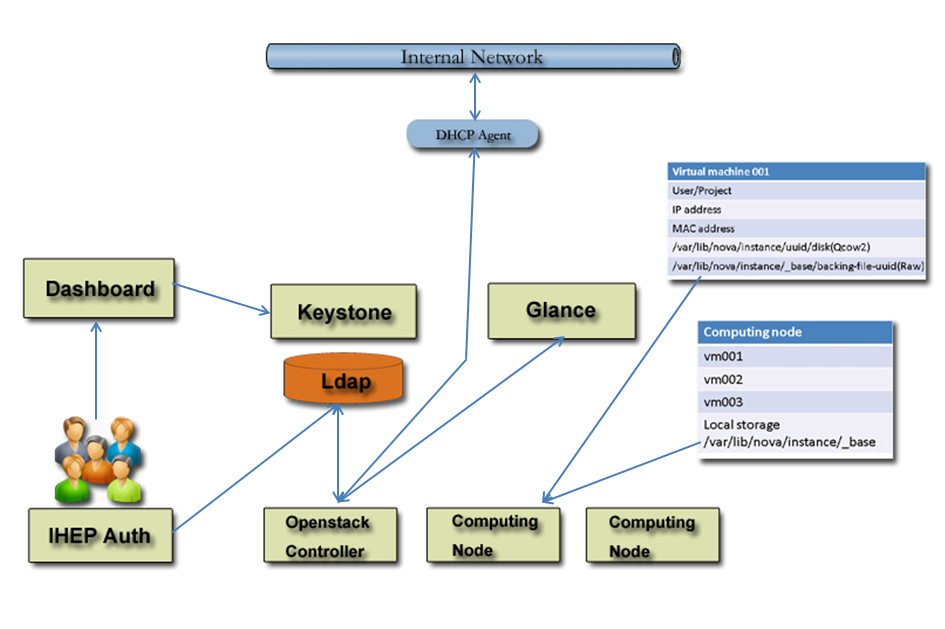 Internal Network
DHCP Agent
Virtual machine 001
User/Project
IP address
MAC address
/var/lib/nova/instance/uuid/disk(Qcow2)
/var/lib/nova/instance/_base/backing-file-uuid(Raw)
Dashboard
Keystone
Glance
Computing node
vm001
vm002
vm003
Local storage
/var/lib/nova/instance/_base
Ldap
IHEP Auth
Openstack
Controller
Computing
Node
Computing
Node